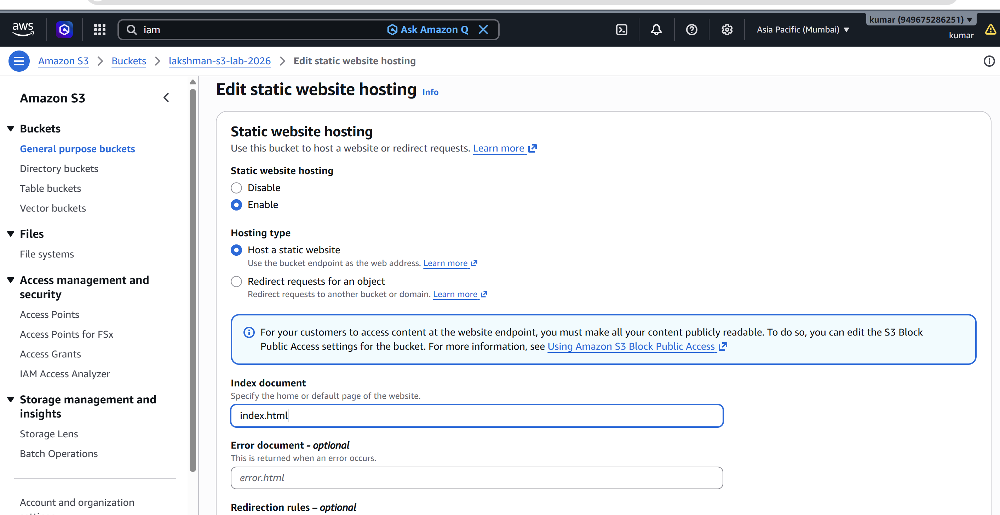 aws
iam
Ask Amazon Q
Asia Pacific (Mumbai)
kumar (949675286251)
kumar
Amazon S3
Buckets
lakshman-s3-lab-2026
Edit static website hosting
Amazon S3
Buckets
General purpose buckets
Directory buckets
Table buckets
Vector buckets
Files
File systems
Access management and
security
Access Points
Access Points for FSx
Access Grants
IAM Access Analyzer
Storage management and
insights
Storage Lens
Batch Operations
Account and organization
Edit static website hosting Info
Static website hosting
Use this bucket to host a website or redirect requests. Learn more
Static website hosting
Disable
Enable
Hosting type
Host a static website
Use the bucket endpoint as the web address. Learn more
Redirect requests for an object
Redirect requests to another bucket or domain. Learn more
For your customers to access content at the website endpoint, you must make all your content publicly readable. To do so, you can edit the S3 Block
Public Access settings for the bucket. For more information, see Using Amazon S3 Block Public Access
Index document
Specify the home or default page of the website.
index.html
Error document – optional
This is returned when an error occurs.
error.html
Redirection rules – optional